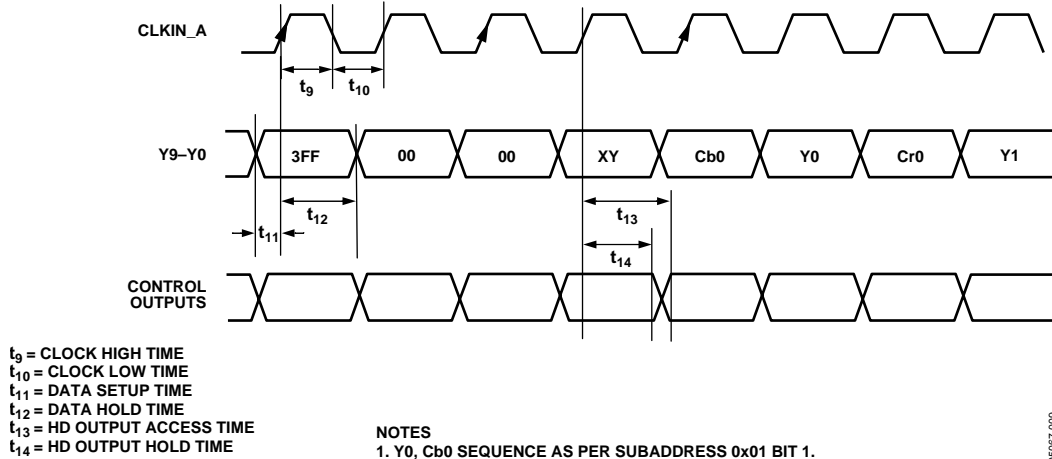 CLKIN_A
t9
t10
Y9–Y0
3FF
00
00
XY
Cb0
Y0
Cr0
Y1
t12
t11
t13
t14
CONTROL
OUTPUTS
t9 = CLOCK HIGH TIME
t10 = CLOCK LOW TIME
t11 = DATA SETUP TIME
t12 = DATA HOLD TIME
t13 = HD OUTPUT ACCESS TIME
t14 = HD OUTPUT HOLD TIME
NOTES
1. Y0, Cb0 SEQUENCE AS PER SUBADDRESS 0x01 BIT 1.